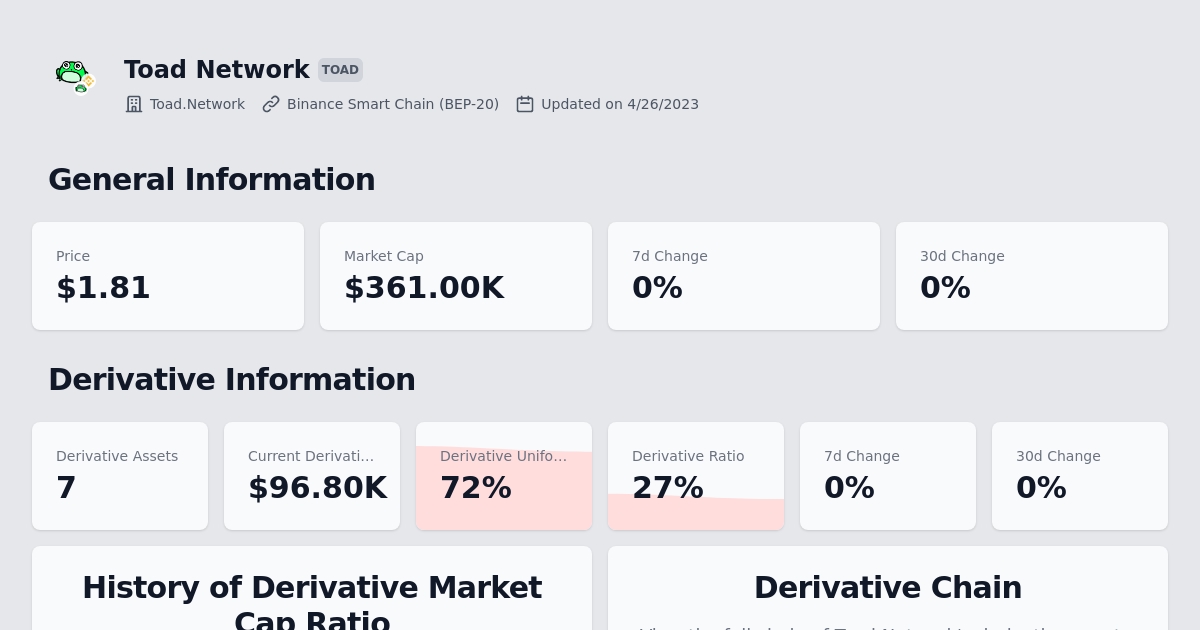 Toad Network TOAD
Toad.Network Binance Smart Chain (BEP-20) Updated on 4/26/2023
General Information
Price Market Cap 7d Change 30d Change
$1.81 $361.00K 0% 0%
Derivative Information
Derivative Assets Current Derivati... Derivative Unifo... Derivative Ratio 7d Change 30d Change
7 $96.80K 72% 27% 0% 0%
History of Derivative Market Derivative Chain
Cap Ratio